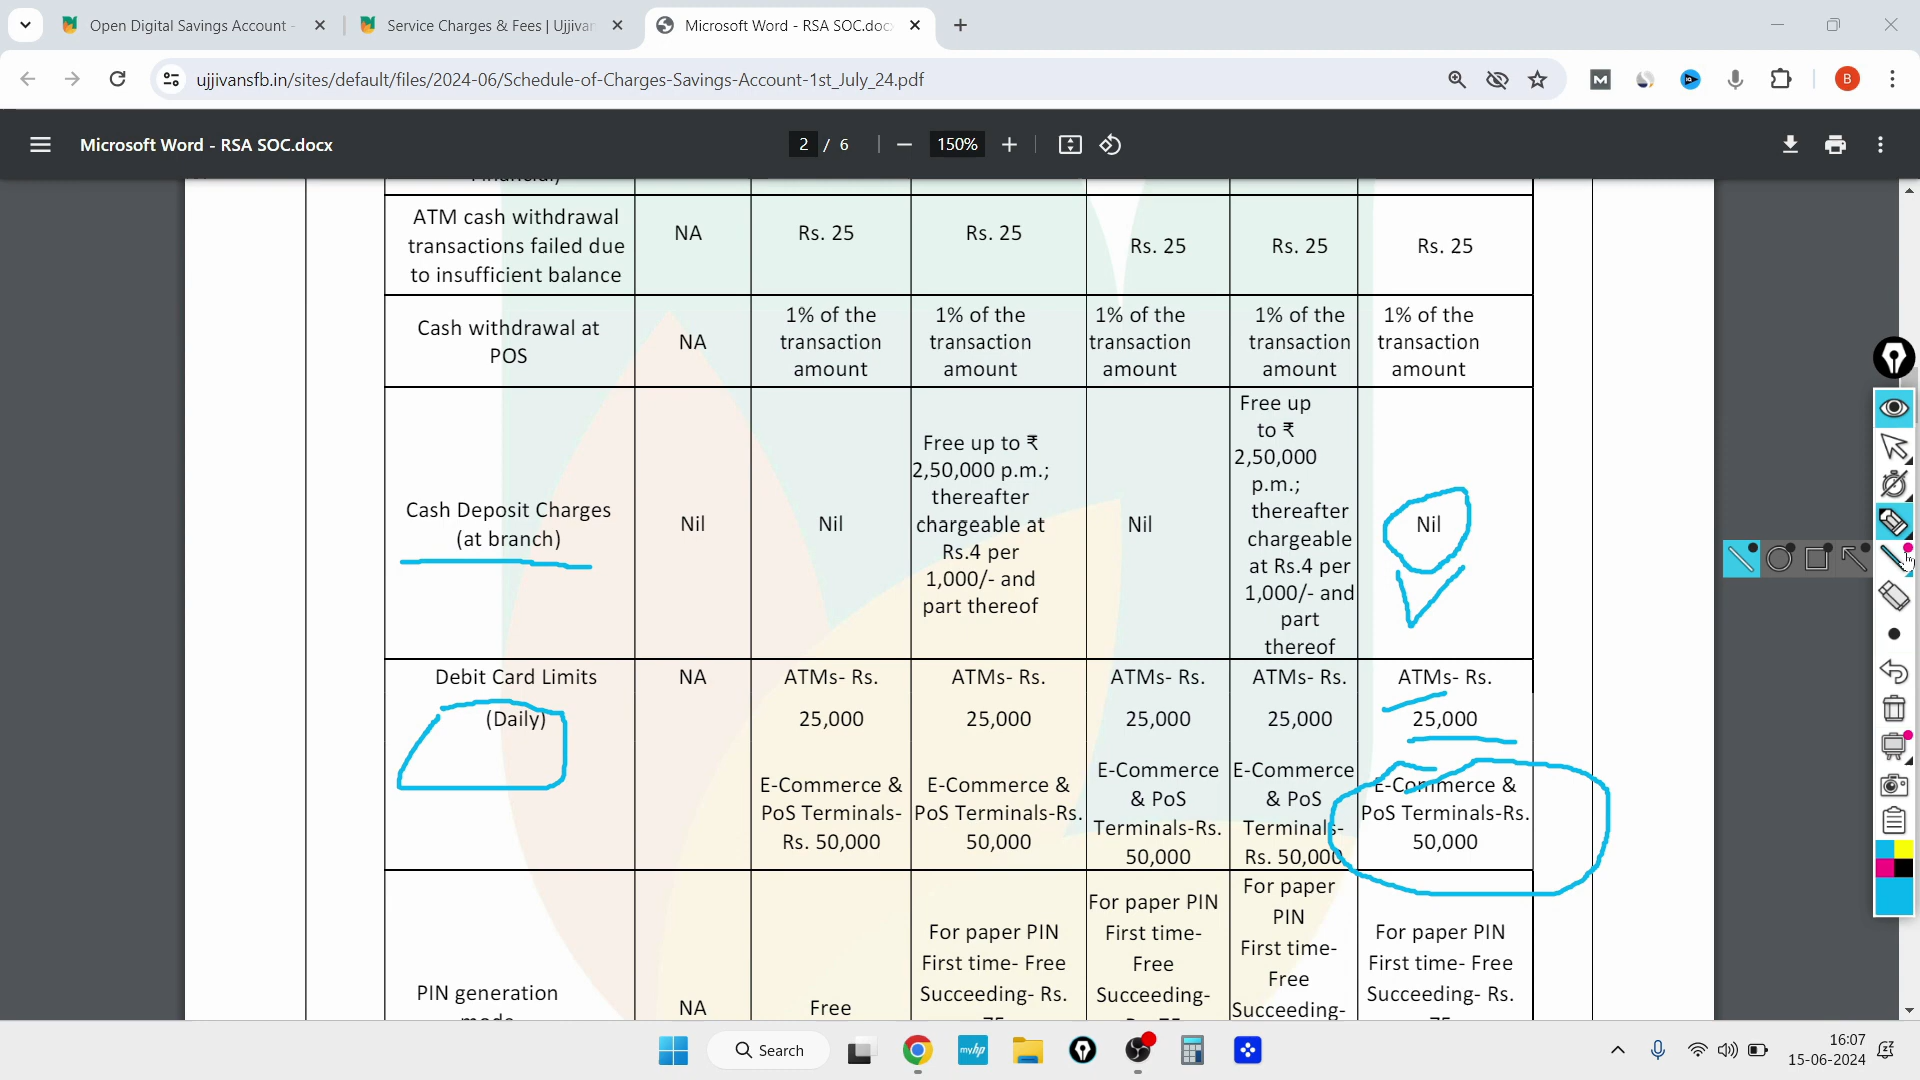 Open Digital Savings Account -
Service Charges & Fees | Ujjivan
Microsoft Word - RSA SOC.doc
ujjivansfb.in/sites/default/files/2024-06/Schedule-of-Charges-Savings-Account-1st_July_24.pdf
M
B
Microsoft Word - RSA SOC.docx
2 / 6
150%
ATM cash withdrawal
transactions failed due
to insufficient balance
NA
Rs. 25
Rs. 25
Rs. 25
Rs. 25
Rs. 25
Cash withdrawal at
POS
NA
1% of the
transaction
amount
1% of the
transaction
amount
1% of the
transaction
amount
1% of the
transaction
amount
1% of the
transaction
amount
Cash Deposit Charges
(at branch)
Nil
Nil
Free up to ₹
2,50,000 p.m.;
thereafter
chargeable at
Rs.4 per
1,000/- and
part thereof
Nil
Free up
to ₹
2,50,000
p.m.;
thereafter
chargeable
at Rs.4 per
1,000/- and
part
thereof
Nil
Debit Card Limits
(Daily)
NA
ATMs- Rs.
25,000
E-Commerce &
PoS Terminals-
Rs. 50,000
ATMs- Rs.
25,000
E-Commerce &
PoS Terminals-Rs.
50,000
ATMs- Rs.
25,000
E-Commerce
& PoS
Terminals-Rs.
50,000
ATMs- Rs.
25,000
E-Commerce
& PoS
Terminals-
Rs. 50,000
ATMs- Rs.
25,000
E-Commerce &
PoS Terminals-Rs.
50,000
PIN generation
NA
Free
For paper PIN
First time- Free
Succeeding- Rs.
For paper PIN
First time-
Free
Succeeding-
For paper
PIN
First time-
Free
Succeeding-
For paper PIN
First time- Free
Succeeding- Rs.
Search
myhp
16:07
15-06-2024